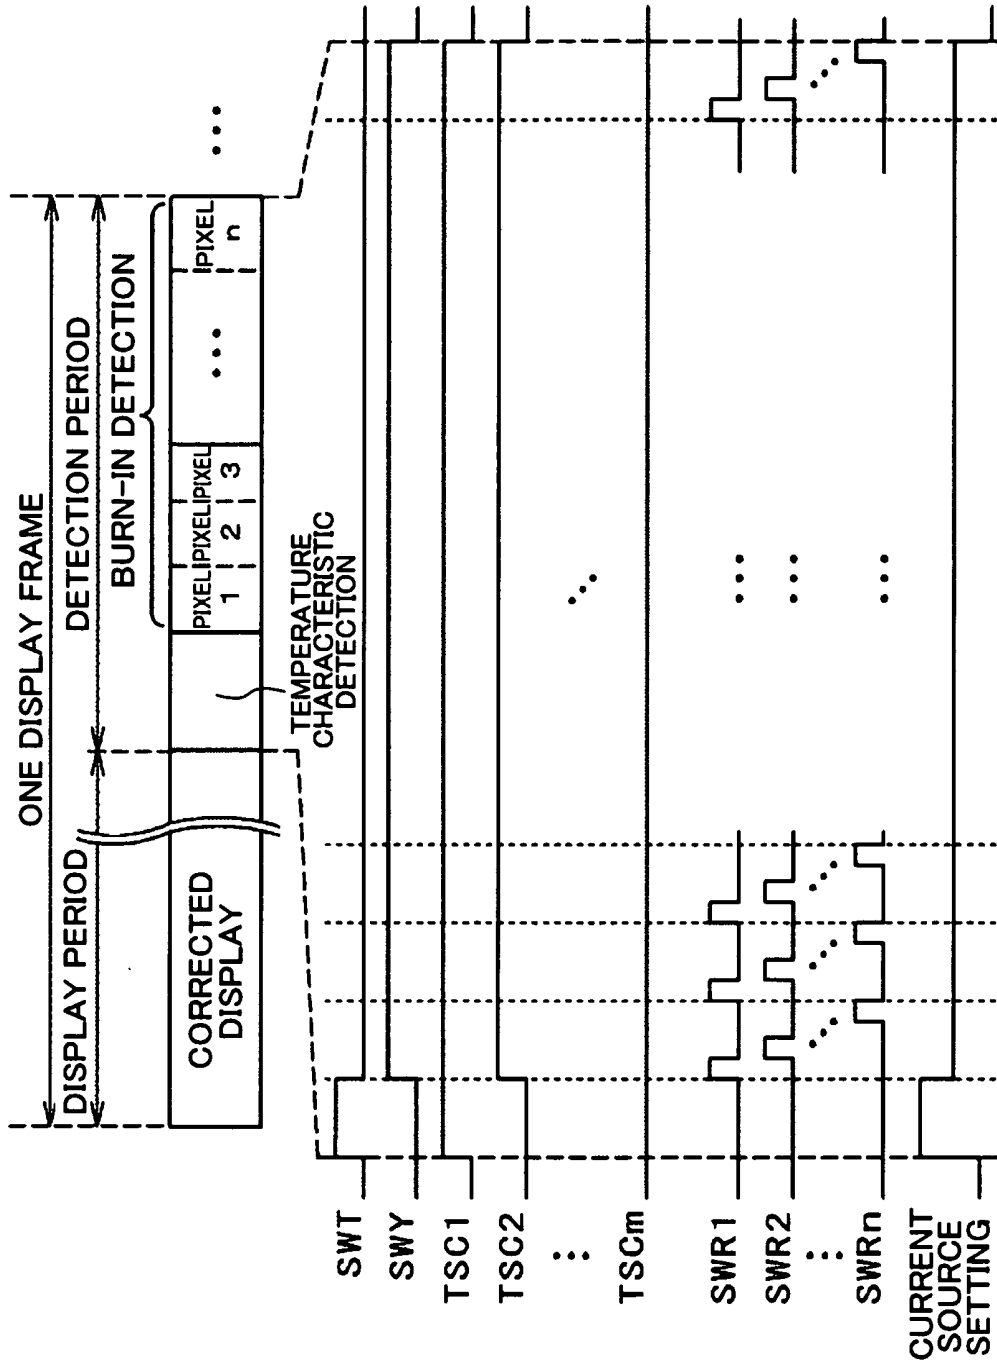 ONE DISPLAY FRAME
DISPLAY PERIOD
DETECTION PERIOD
BURN-IN DETECTION
CORRECTED
DISPLAY
PIXEL
1
PIXEL
2
PIXEL
3
...
PIXEL
n
...
TEMPERATURE
CHARACTERISTIC
DETECTION
SWT
SWY
TSC1
TSC2
...
TSCm
SWR1
SWR2
...
SWRn
CURRENT
SOURCE
SETTING